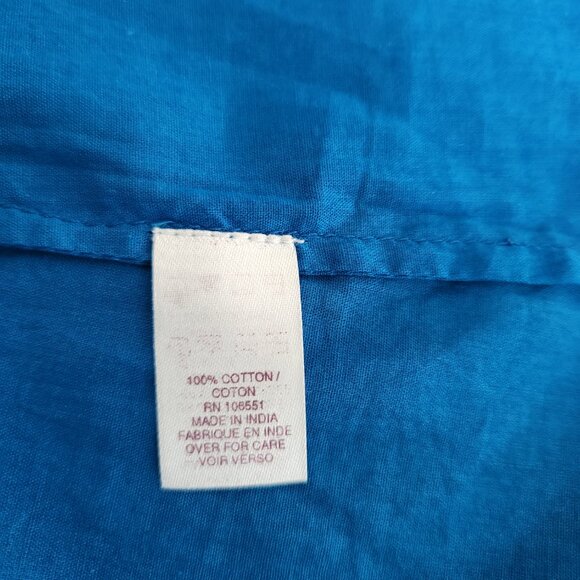 100% COTTON /
COTON
RN 106551
MADE IN INDIA
FABRIQUE EN INDE
OVER FOR CARE
VOIR VERSO